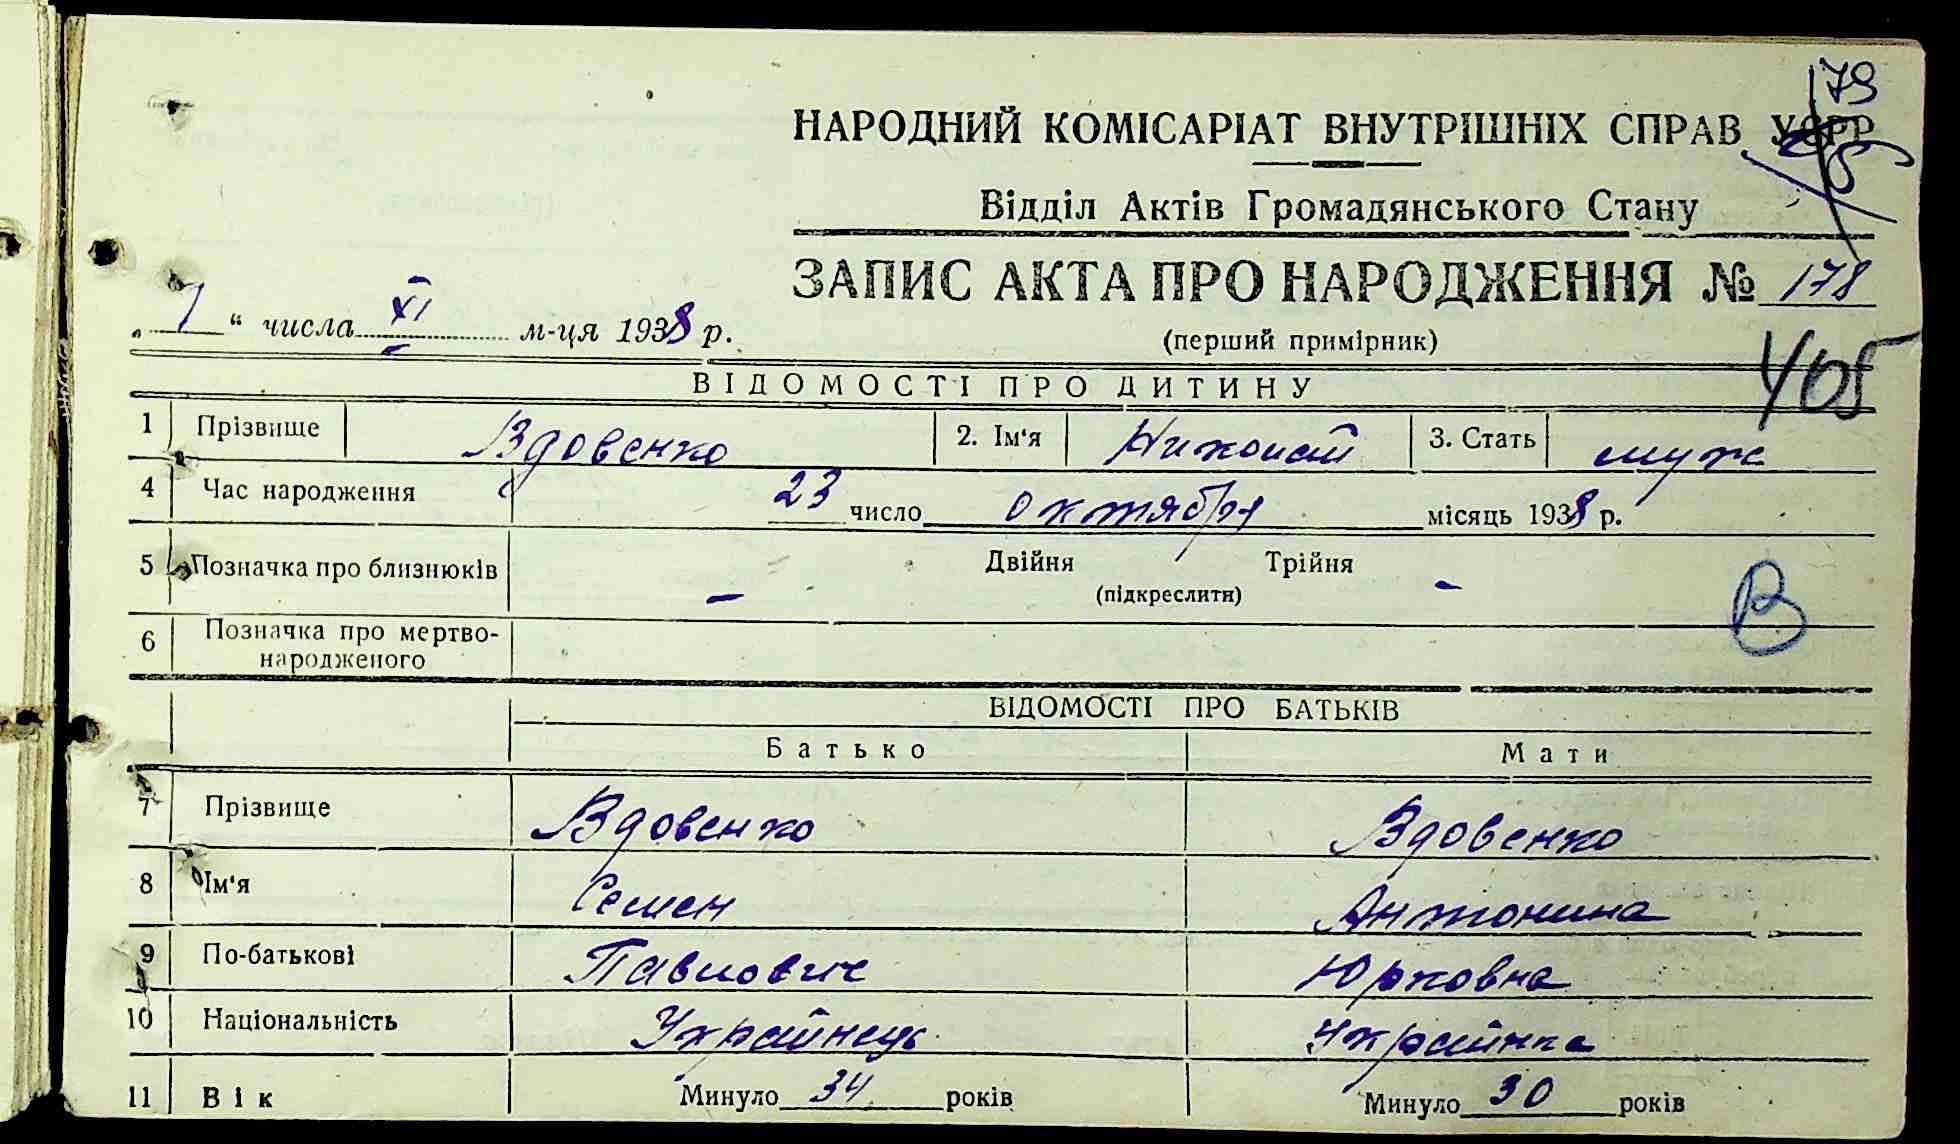 179
НАРОДНИЙ КОМІСАРІАТ ВНУТРІШНІХ СПРАВ УСРР
Відділ Актів Громадянського Стану
ЗАПИС АКТА ПРО НАРОДЖЕННЯ № 178
„ 7 “ числа XI м-ця 1938 р.
(перший примірник)
405
ВІДОМОСТІ ПРО ДИТИНУ
1 Прізвище Вдовенко 2. Ім'я Николай 3. Стать муж
4 Час народження 23 число октября місяць 1938 р.
5 Позначка про близнюків - Двійня Трійня -
(підкреслити)
В
6 Позначка про мертво-
народженого
ВІДОМОСТІ ПРО БАТЬКІВ
Батько Мати
7 Прізвище Вдовенко Вдовенко
8 Ім'я Семен Антонина
9 По-батькові Павлович Юрковна
10 Національність Українець Українка
11 Вік Минуло 34 років Минуло 30 років